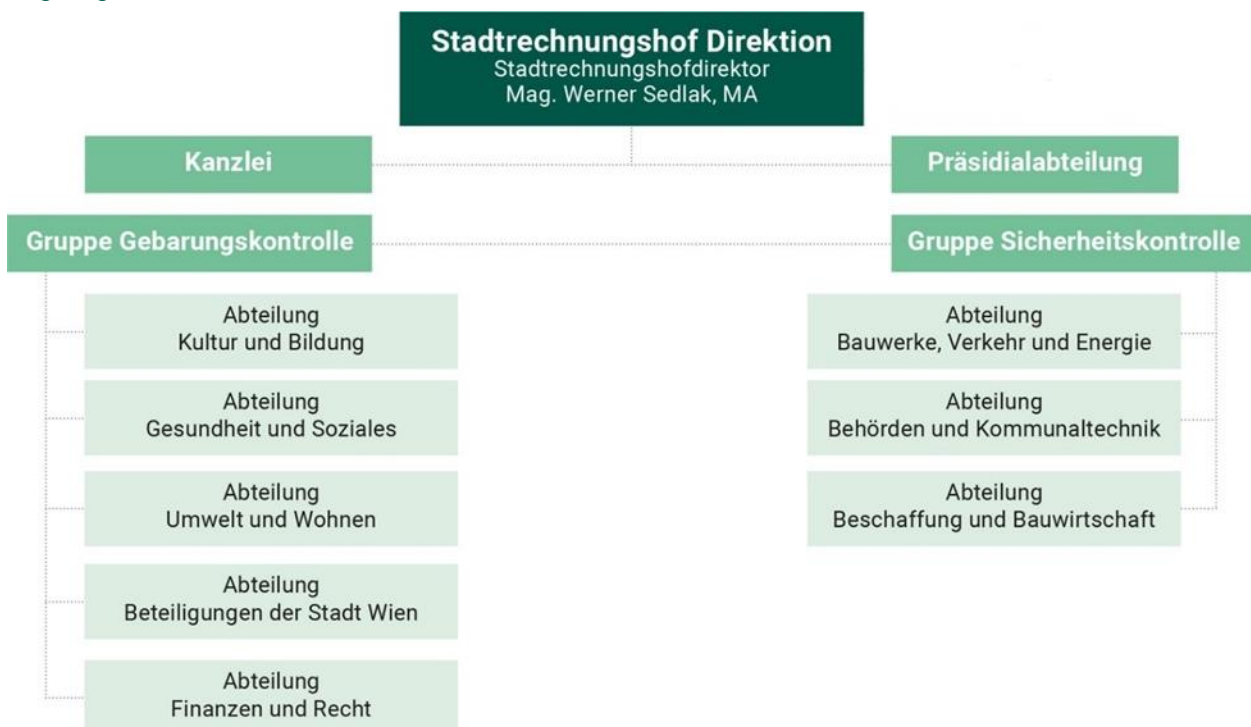 Stadtrechnungshof Direktion
Stadtrechnungshofdirektor
Mag. Werner Sedlak, MA
Kanzlei
Präsidialabteilung
Gruppe Gebarungskontrolle
Gruppe Sicherheitskontrolle
Abteilung
Kultur und Bildung
Abteilung
Gesundheit und Soziales
Abteilung
Umwelt und Wohnen
Abteilung
Beteiligungen der Stadt Wien
Abteilung
Finanzen und Recht
Abteilung
Bauwerke, Verkehr und Energie
Abteilung
Behörden und Kommunaltechnik
Abteilung
Beschaffung und Bauwirtschaft